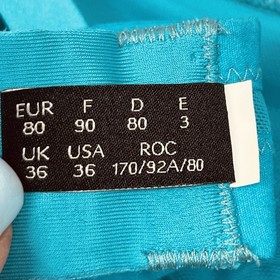 EUR F D E
80 90 80 3
UK USA ROC
36 36 170/92A/80